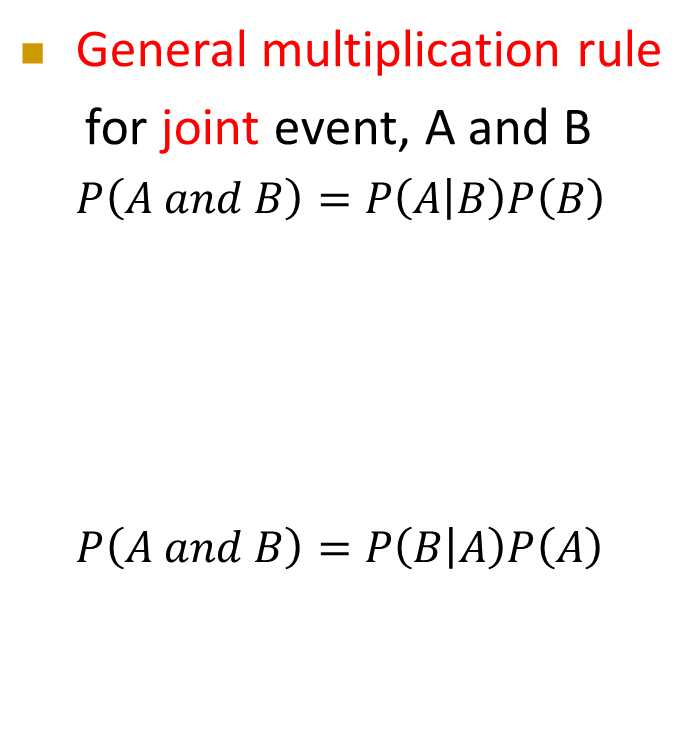 General multiplication rule
for joint event, A and B
P(A and B) = P(A|B)P(B)
P(A and B) = P(B|A)P(A)